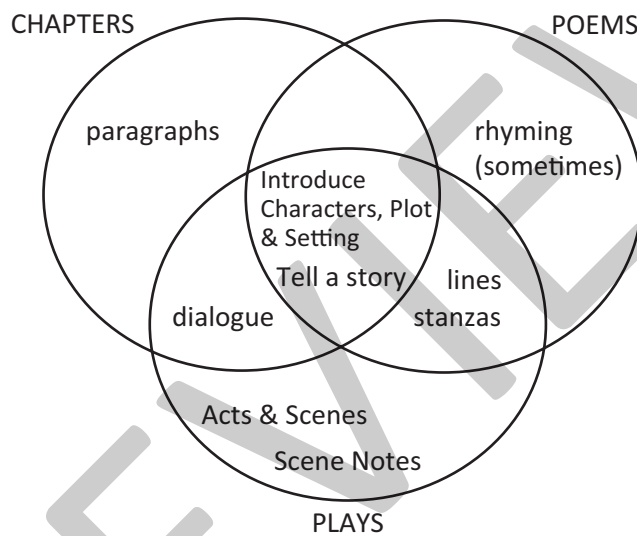 CHAPTERS
POEMS
paragraphs
rhyming
(sometimes)
Introduce
Characters, Plot
& Setting
Tell a story
lines
stanzas
dialogue
Acts & Scenes
Scene Notes
PLAYS